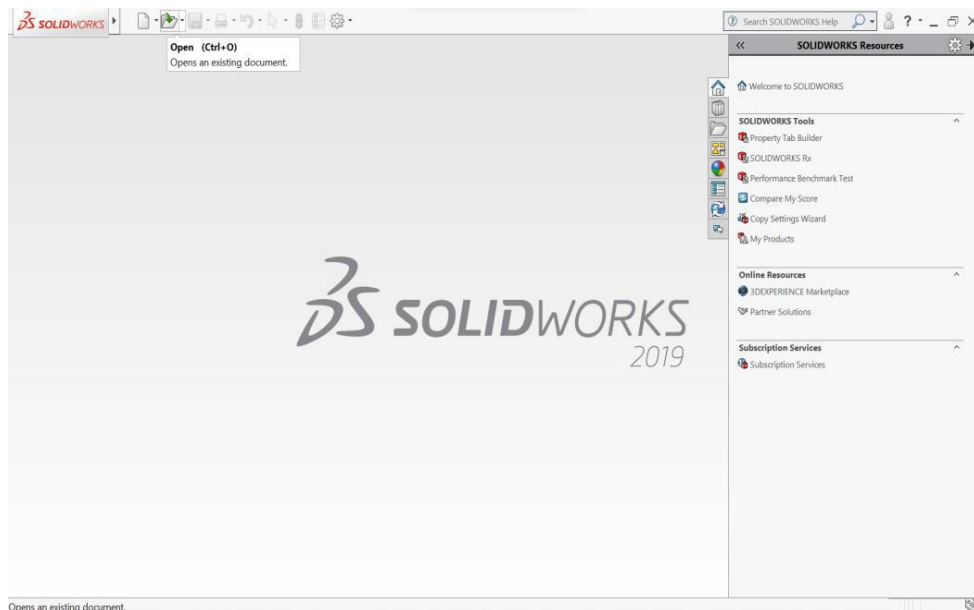 SOLIDWORKS
Search SOLIDWORKS Help
?
Open (Ctrl+O)
Opens an existing document.
SOLIDWORKS Resources
Welcome to SOLIDWORKS
SOLIDWORKS Tools
Property Tab Builder
SOLIDWORKS Rx
Performance Benchmark Test
Compare My Score
Copy Settings Wizard
My Products
Online Resources
3DEXPERIENCE Marketplace
Partner Solutions
Subscription Services
Subscription Services
SOLIDWORKS
2019
Opens an existing document.